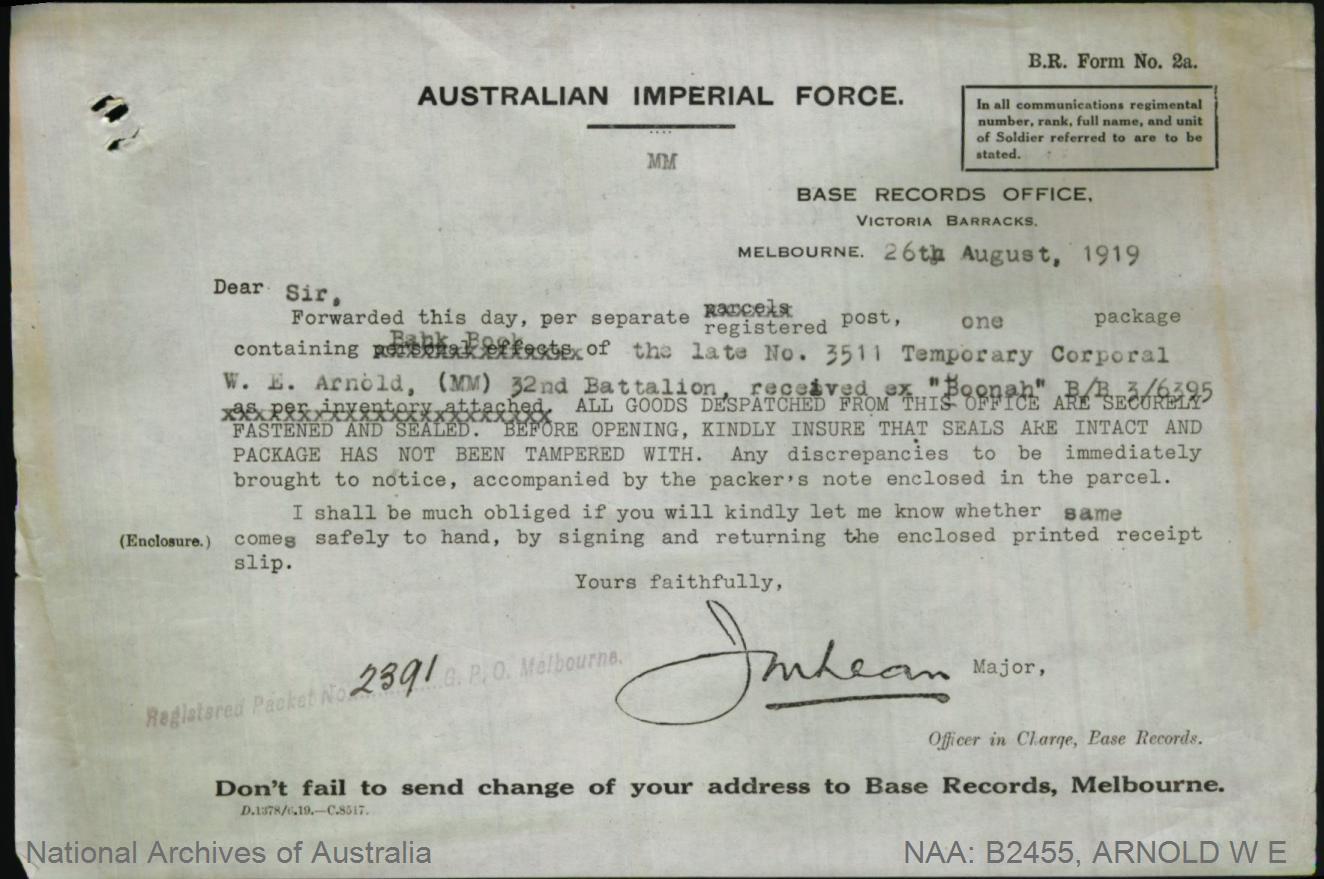 B.R. Form No. 2a.
AUSTRALIAN IMPERIAL FORCE.
In all communications regimental
number, rank, full name, and unit
of Soldier referred to are to be
stated.
MM
BASE RECORDS OFFICE,
VICTORIA BARRACKS.
MELBOURNE. 26th August, 1919
Dear Sir,
parcels
Forwarded this day, per separate registered post, one package
Bank Book
containing personal effects of the late No. 3511 Temporary Corporal
W. E. Arnold, (MM) 32nd Battalion, received ex "Boonah" B/B 3/6395
as per inventory attached. ALL GOODS DESPATCHED FROM THIS OFFICE ARE SECURELY
FASTENED AND SEALED. BEFORE OPENING, KINDLY INSURE THAT SEALS ARE INTACT AND
PACKAGE HAS NOT BEEN TAMPERED WITH. Any discrepancies to be immediately
brought to notice, accompanied by the packer's note enclosed in the parcel.
I shall be much obliged if you will kindly let me know whether same
(Enclosure.) comes safely to hand, by signing and returning the enclosed printed receipt
slip.
Yours faithfully,
JMLean Major,
Registered Packet No. 2391 G. P. O. Melbourne.
Officer in Charge, Base Records.
Don't fail to send change of your address to Base Records, Melbourne.
D.1378/6.19.—C.8517.
National Archives of Australia
NAA: B2455, ARNOLD W E